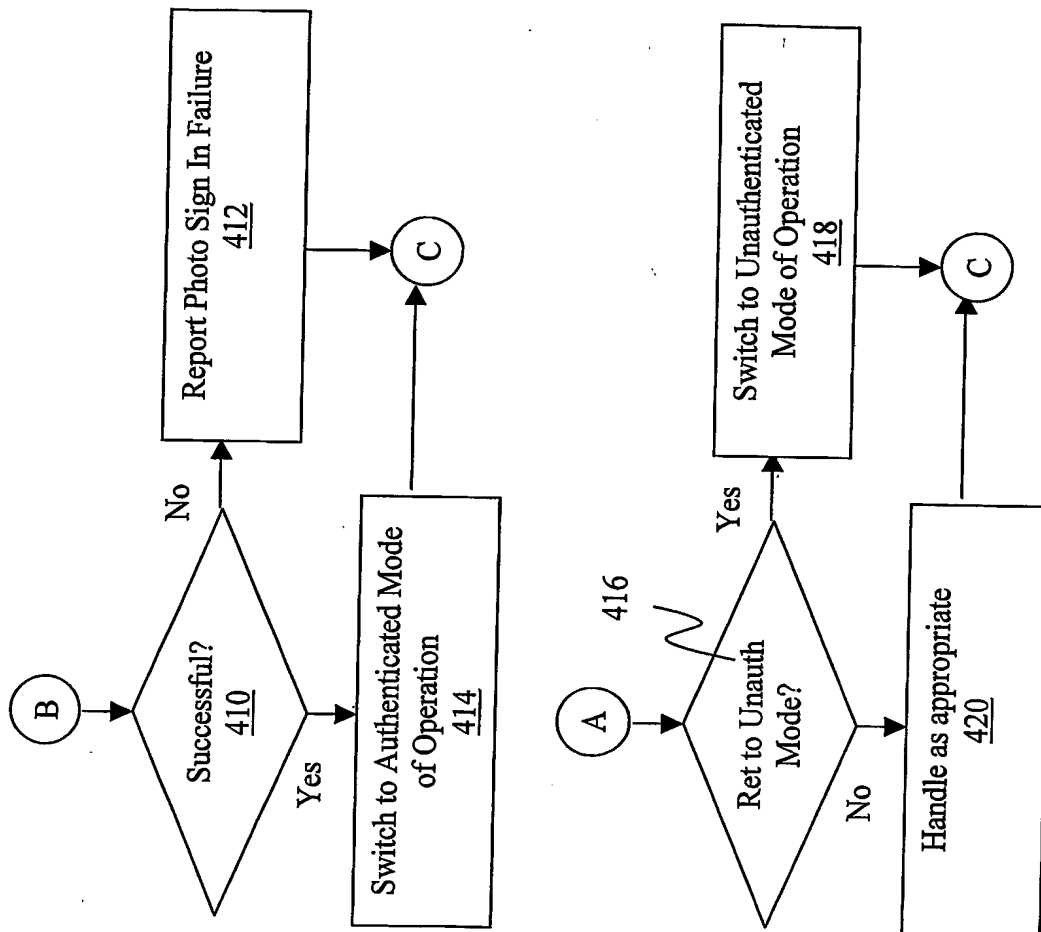 B
Successful?
410
No
Yes
Report Photo Sign In Failure
412
Switch to Authenticated Mode
of Operation
414
C
A
416
Ret to Unauth
Mode?
Yes
No
Switch to Unauthenticated
Mode of Operation
418
Handle as appropriate
420
C